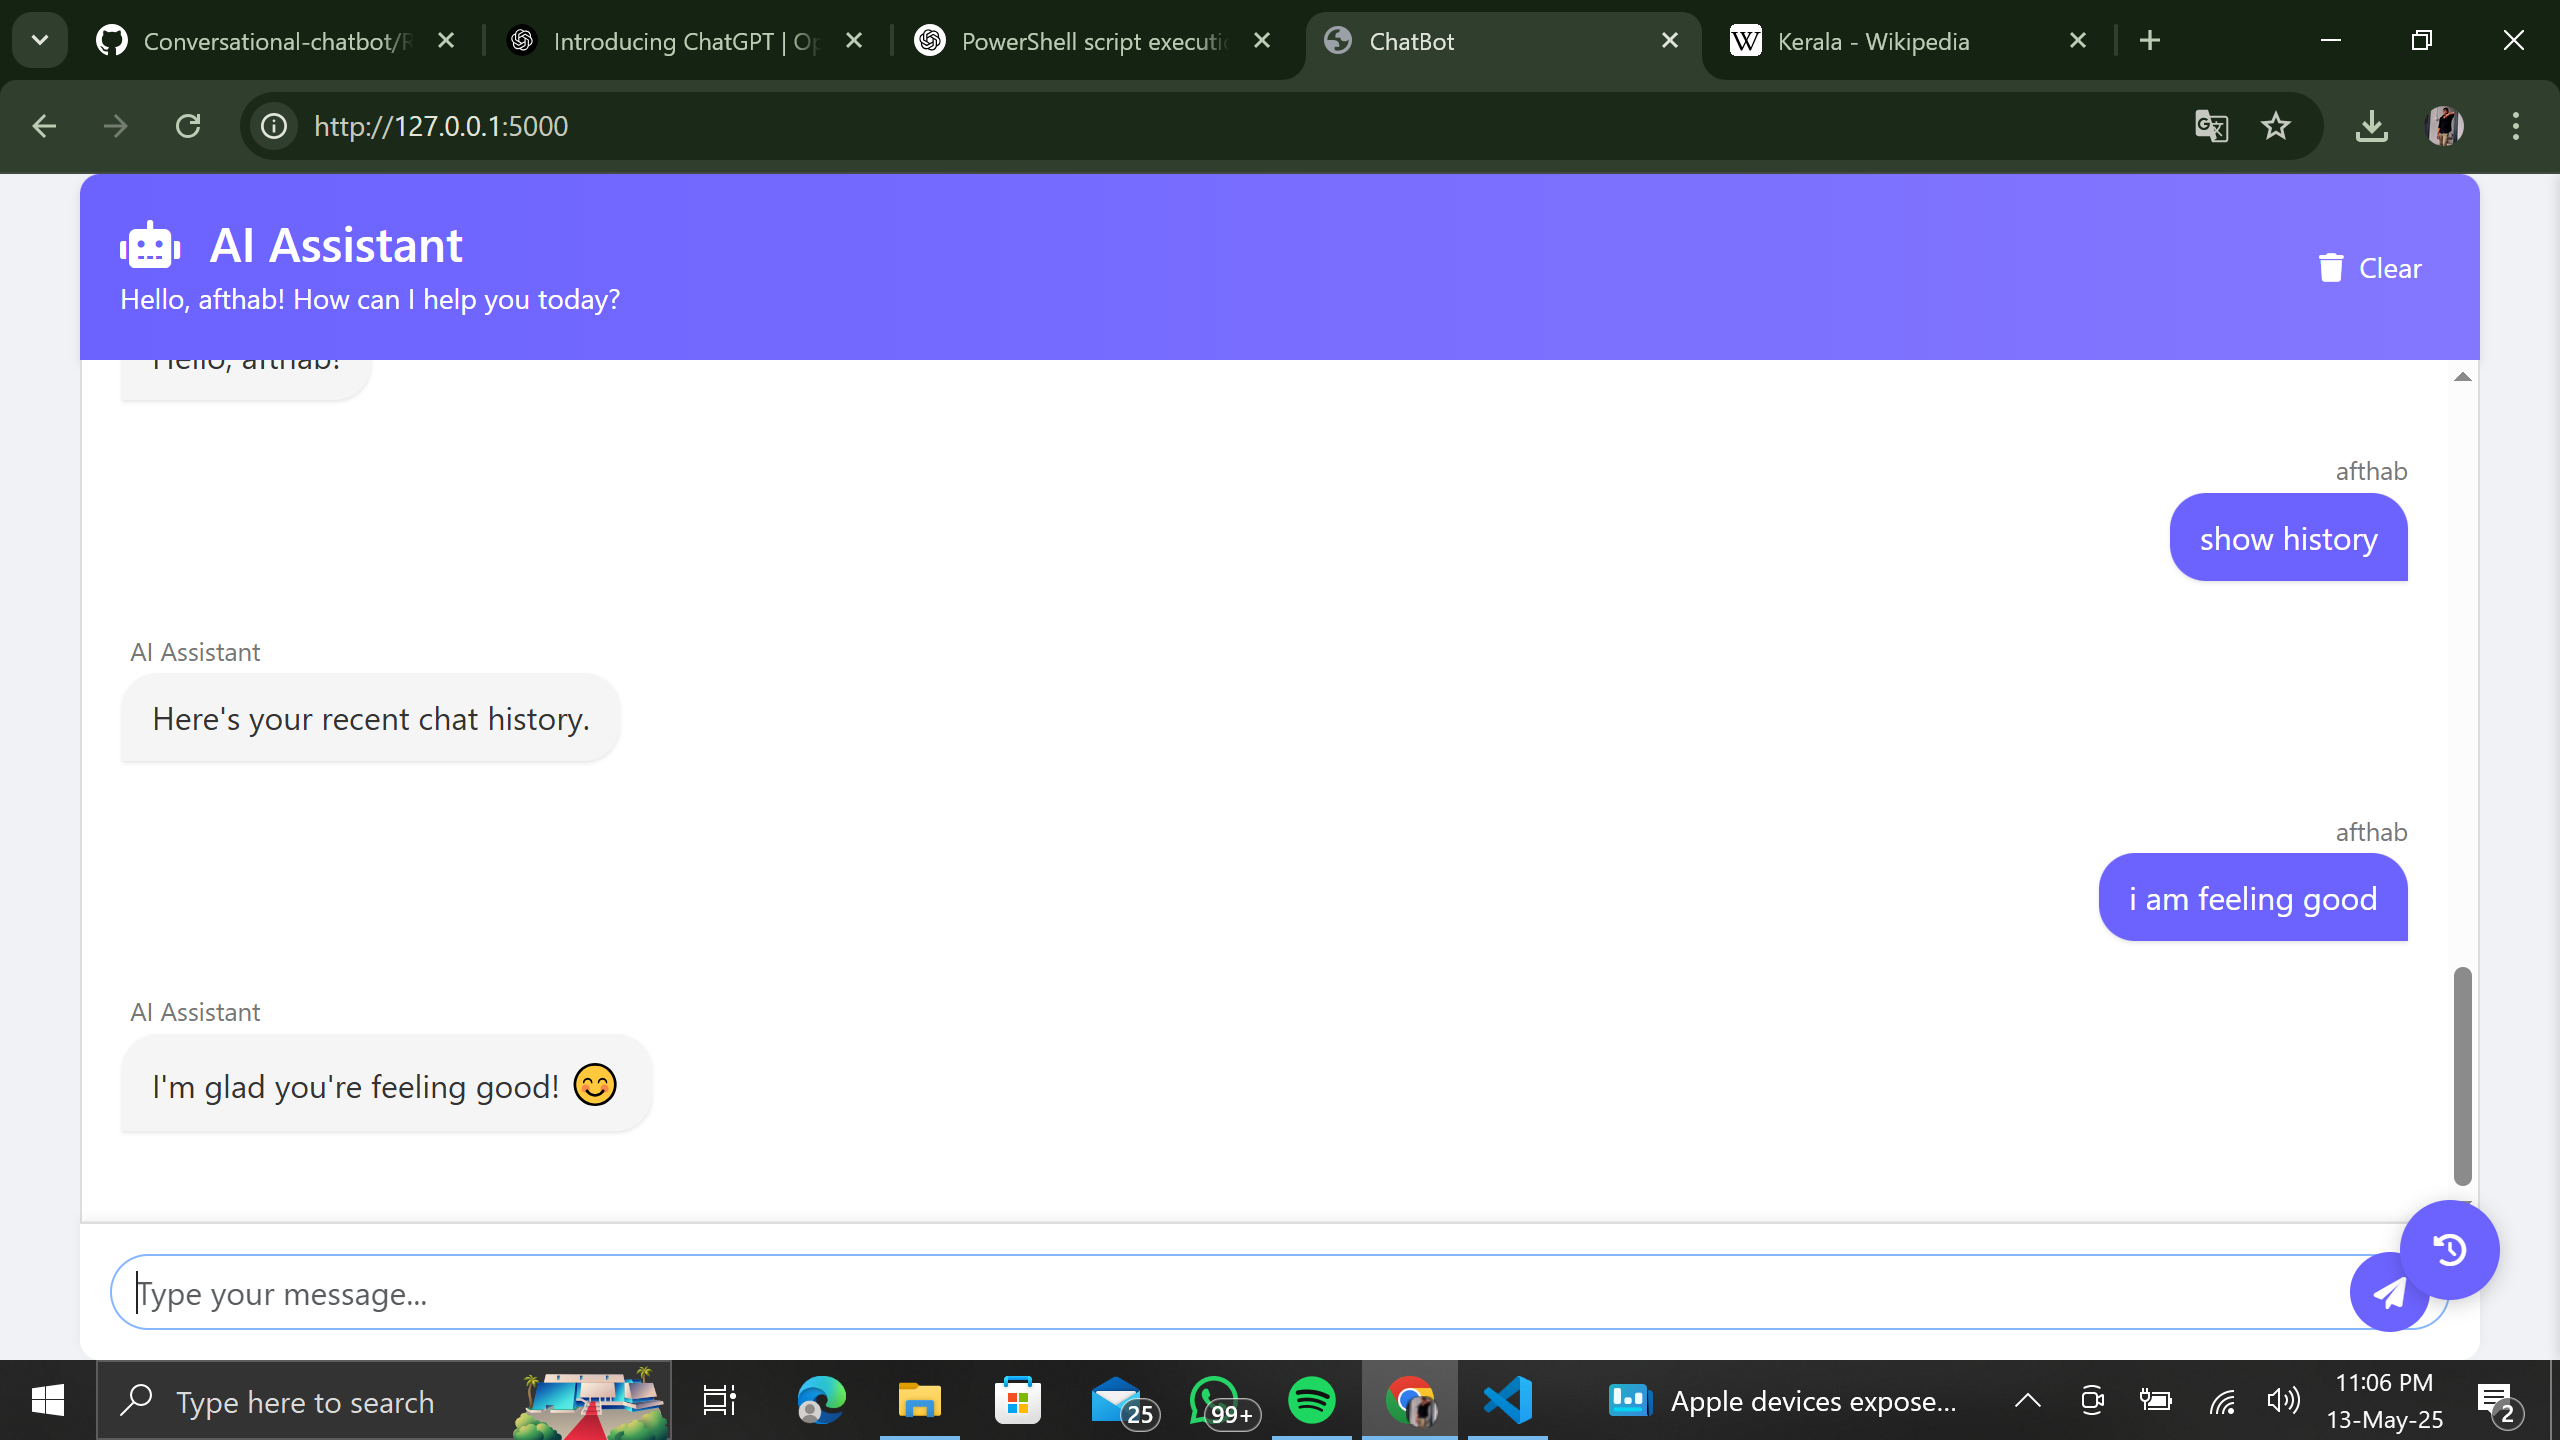 Conversational-chatbot/R
Introducing ChatGPT | Op
PowerShell script executio
ChatBot
W Kerala - Wikipedia
http://127.0.0.1:5000
AI Assistant
Hello, afthab! How can I help you today?
Clear
Hello, afthab!
afthab
show history
AI Assistant
Here's your recent chat history.
afthab
i am feeling good
AI Assistant
I'm glad you're feeling good! 😊
Type your message...
Type here to search
25
99+
Apple devices expose...
11:06 PM
13-May-25
2